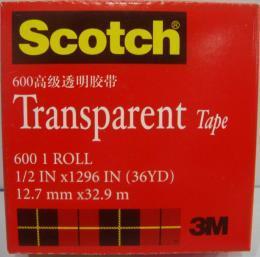 Scotch
600高级透明胶带
Transparent Tape
600 1 ROLL
1/2 IN x1296 IN (36YD)
12.7 mm x32.9 m
3M